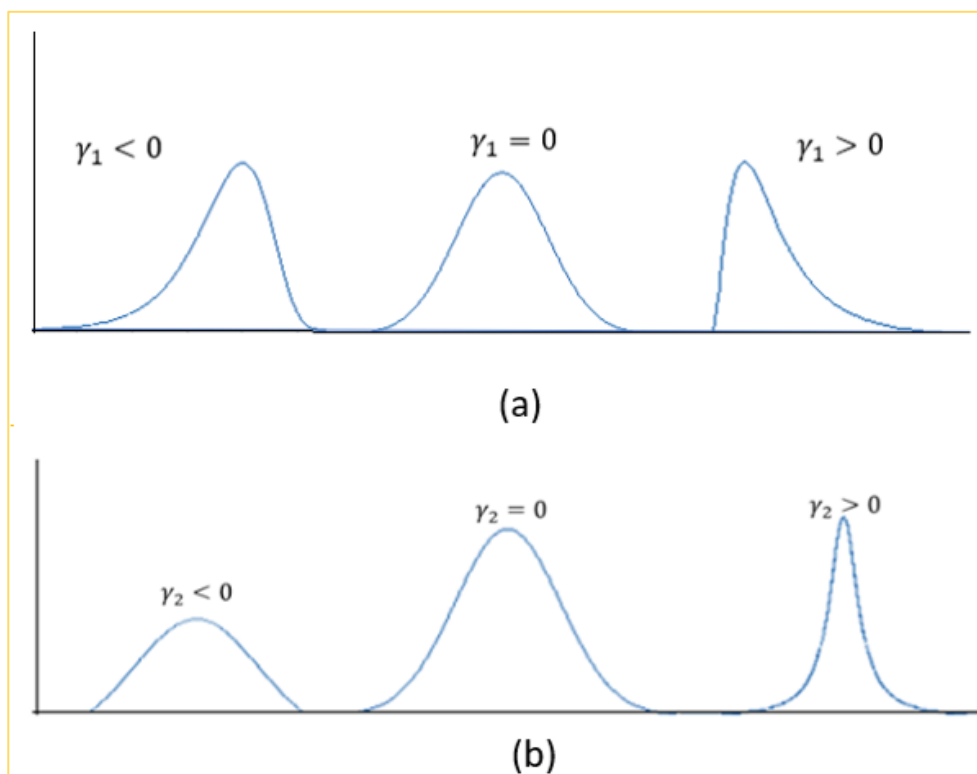 γ₁ < 0
γ₁ = 0
γ₁ > 0
(a)
γ₂ < 0
γ₂ = 0
γ₂ > 0
(b)